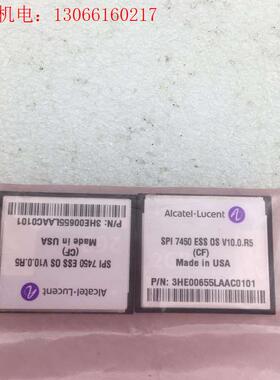 机电：13066160217
Alcatel-Lucent
SPI 7450 ESS OS V10.0.R5
(CF)
Made in USA
P/N: 3HE00655LAAC0101
Alcatel-Lucent
SPI 7450 ESS OS V10.0.R5
(CF)
Made in USA
P/N: 3HE00655LAAC0101